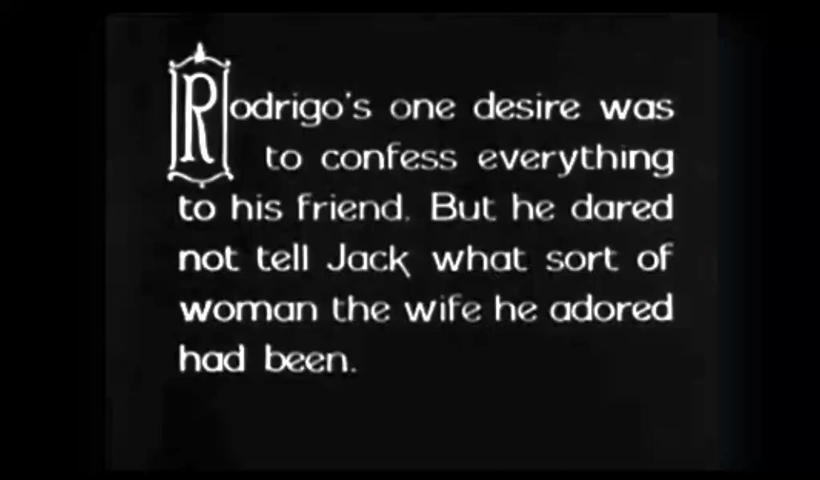 Rodrigo's one desire was
to confess everything
to his friend. But he dared
not tell Jack what sort of
woman the wife he adored
had been.